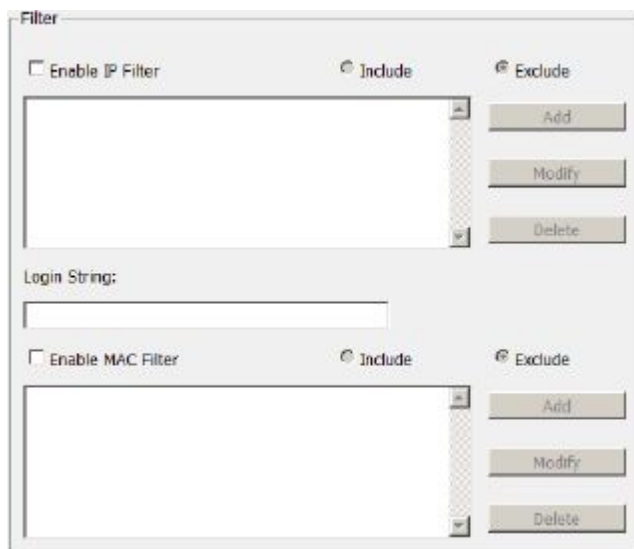 Filter
Enable IP Filter Include Exclude
Add
Modify
Delete
Login String:
Enable MAC Filter Include Exclude
Add
Modify
Delete